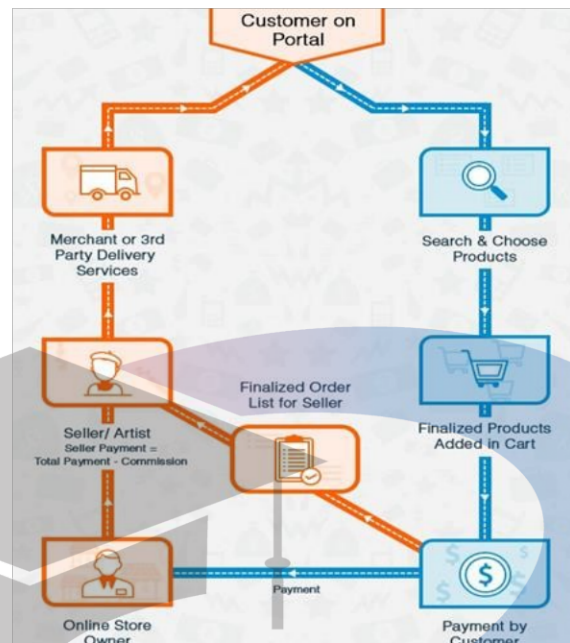 Customer on
Portal
Merchant or 3rd
Party Delivery
Services
Search & Choose
Products
Finalized Order
List for Seller
Seller/ Artist
Seller Payment =
Total Payment - Commission
Finalized Products
Added in Cart
Payment
Online Store
Owner
Payment by
Customer